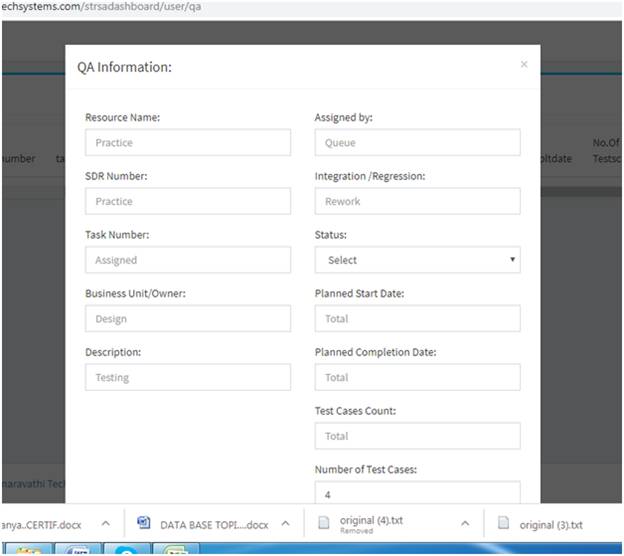 echsystems.com/strsadashboard/user/qa
QA Information:
×
Resource Name:
Practice
Assigned by:
Queue
SDR Number:
Practice
Integration /Regression:
Rework
Task Number:
Assigned
Status:
Select
Business Unit/Owner:
Design
Planned Start Date:
Total
Description:
Testing
Planned Completion Date:
Total
Test Cases Count:
Total
Number of Test Cases:
4
number
ta
oltdate
No.Of
Testsc
naravathi Tech
anya..CERTIF.docx
DATA BASE TOPI....docx
original (4).txt
Removed
original (3).txt